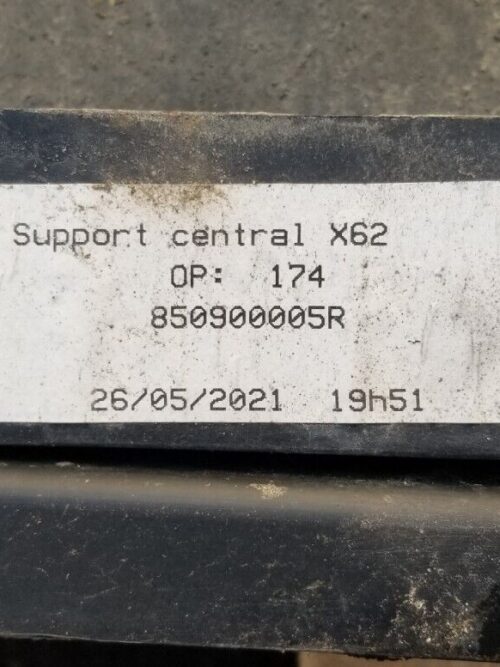 Support central X62
OP: 174
850900005R
26/05/2021 19h51